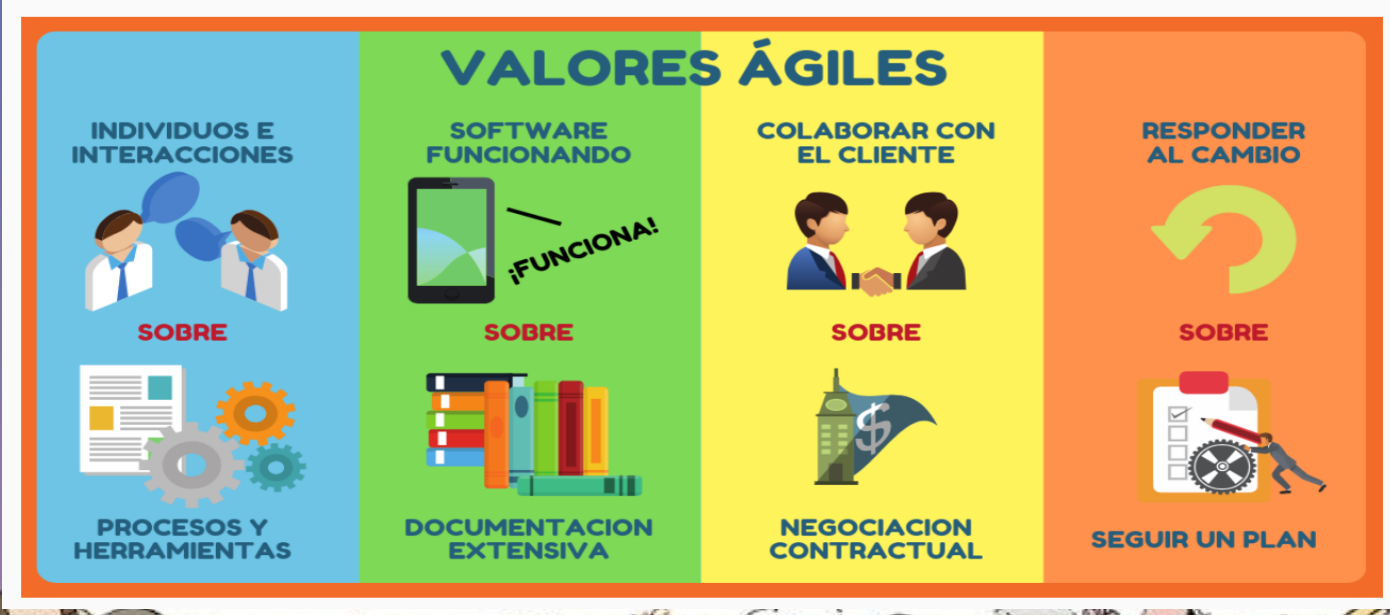 VALORES ÁGILES
INDIVIDUOS E
INTERACCIONES
SOBRE
PROCESOS Y
HERRAMIENTAS
SOFTWARE
FUNCIONANDO
¡FUNCIONA!
SOBRE
DOCUMENTACION
EXTENSIVA
COLABORAR CON
EL CLIENTE
SOBRE
$
NEGOCIACION
CONTRACTUAL
RESPONDER
AL CAMBIO
SOBRE
SEGUIR UN PLAN